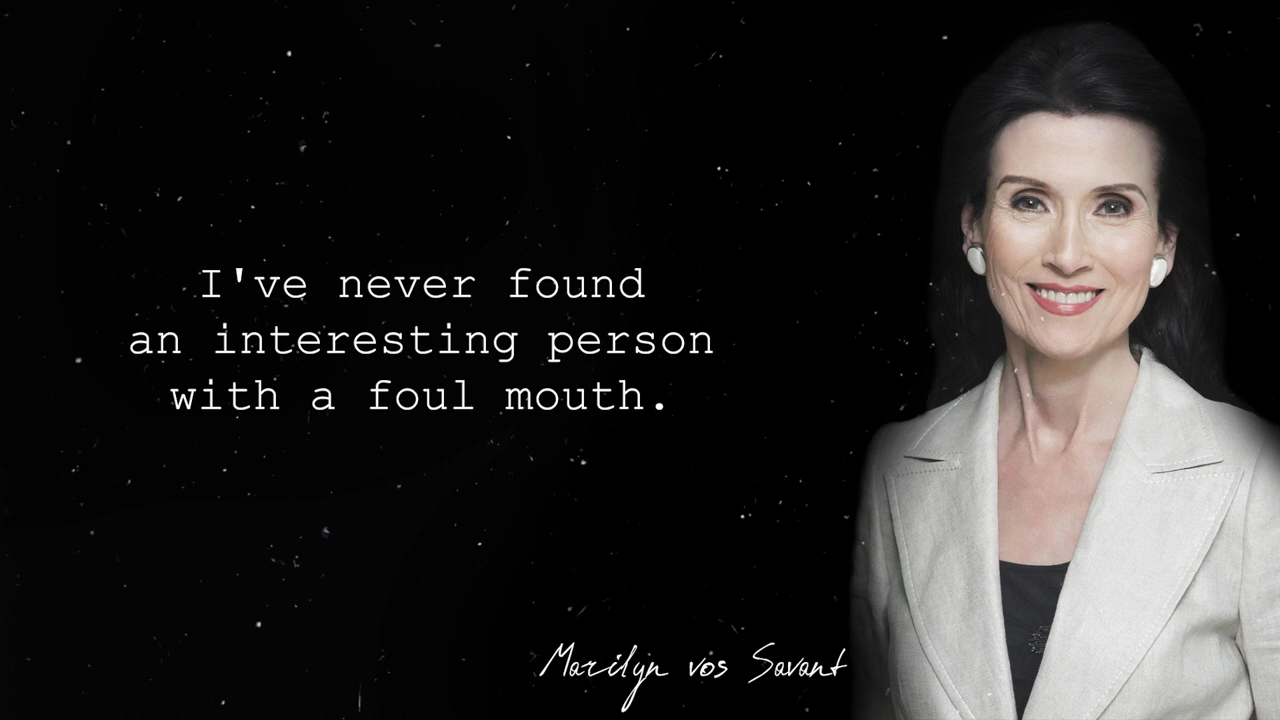 I've never found
an interesting person
with a foul mouth.
Marilyn vos Savant